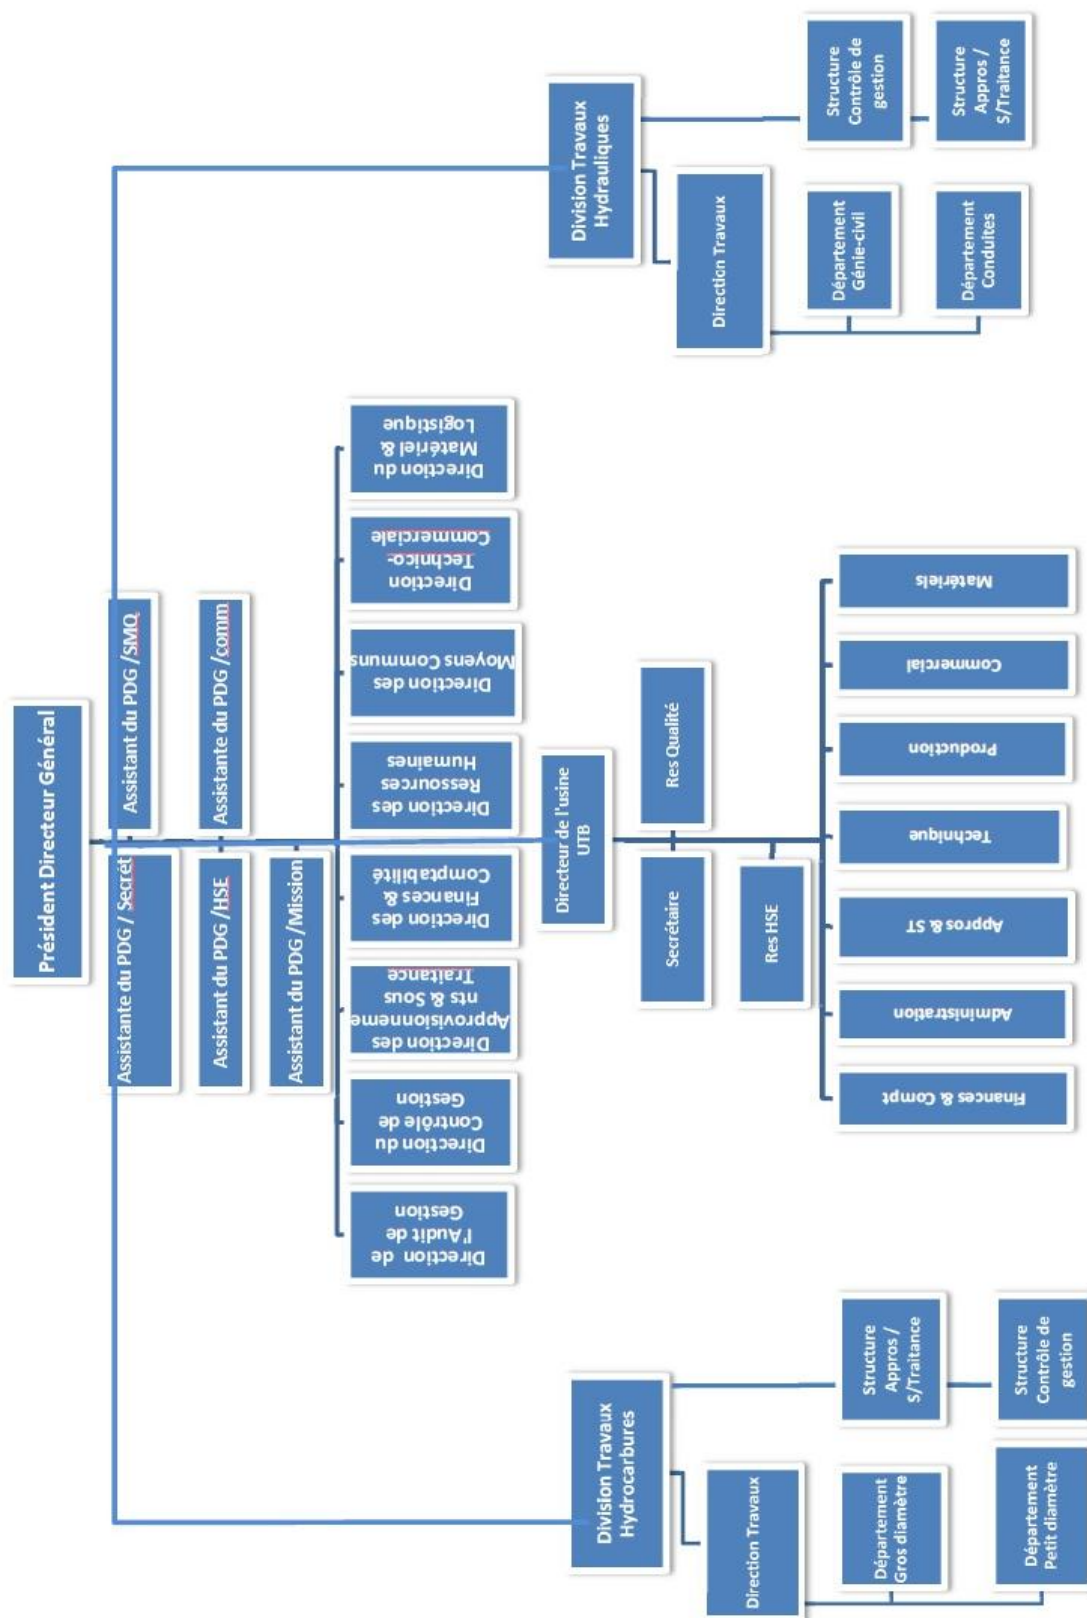 Président Directeur Général
Assistante du PDG / Secrét
Assistant du PDG /SMQ
Assistant du PDG /HSE
Assistante du PDG /comm
Assistant du PDG /Mission
Direction de
l'Audit de
Gestion
Direction du
Contrôle de
Gestion
Direction des
Approvisionneme
nts & Sous
Traitance
Direction des
Finances &
Comptabilité
Direction des
Ressources
Humaines
Direction des
Moyens Communs
Direction
Technico-
Commerciale
Direction du
Matériel &
Logistique
Division Travaux
Hydrocarbures
Direction Travaux
Département
Gros diamètre
Département
Petit diamètre
Structure
Appros /
S/Traitance
Structure
Contrôle de
gestion
Directeur de l'usine
UTB
Secrétaire
Res Qualité
Res HSE
Finances & Compt
Administration
Appros & ST
Technique
Production
Commercial
Matériels
Division Travaux
Hydrauliques
Direction Travaux
Département
Génie-civil
Département
Conduites
Structure
Contrôle de
gestion
Structure
Appros /
S/Traitance